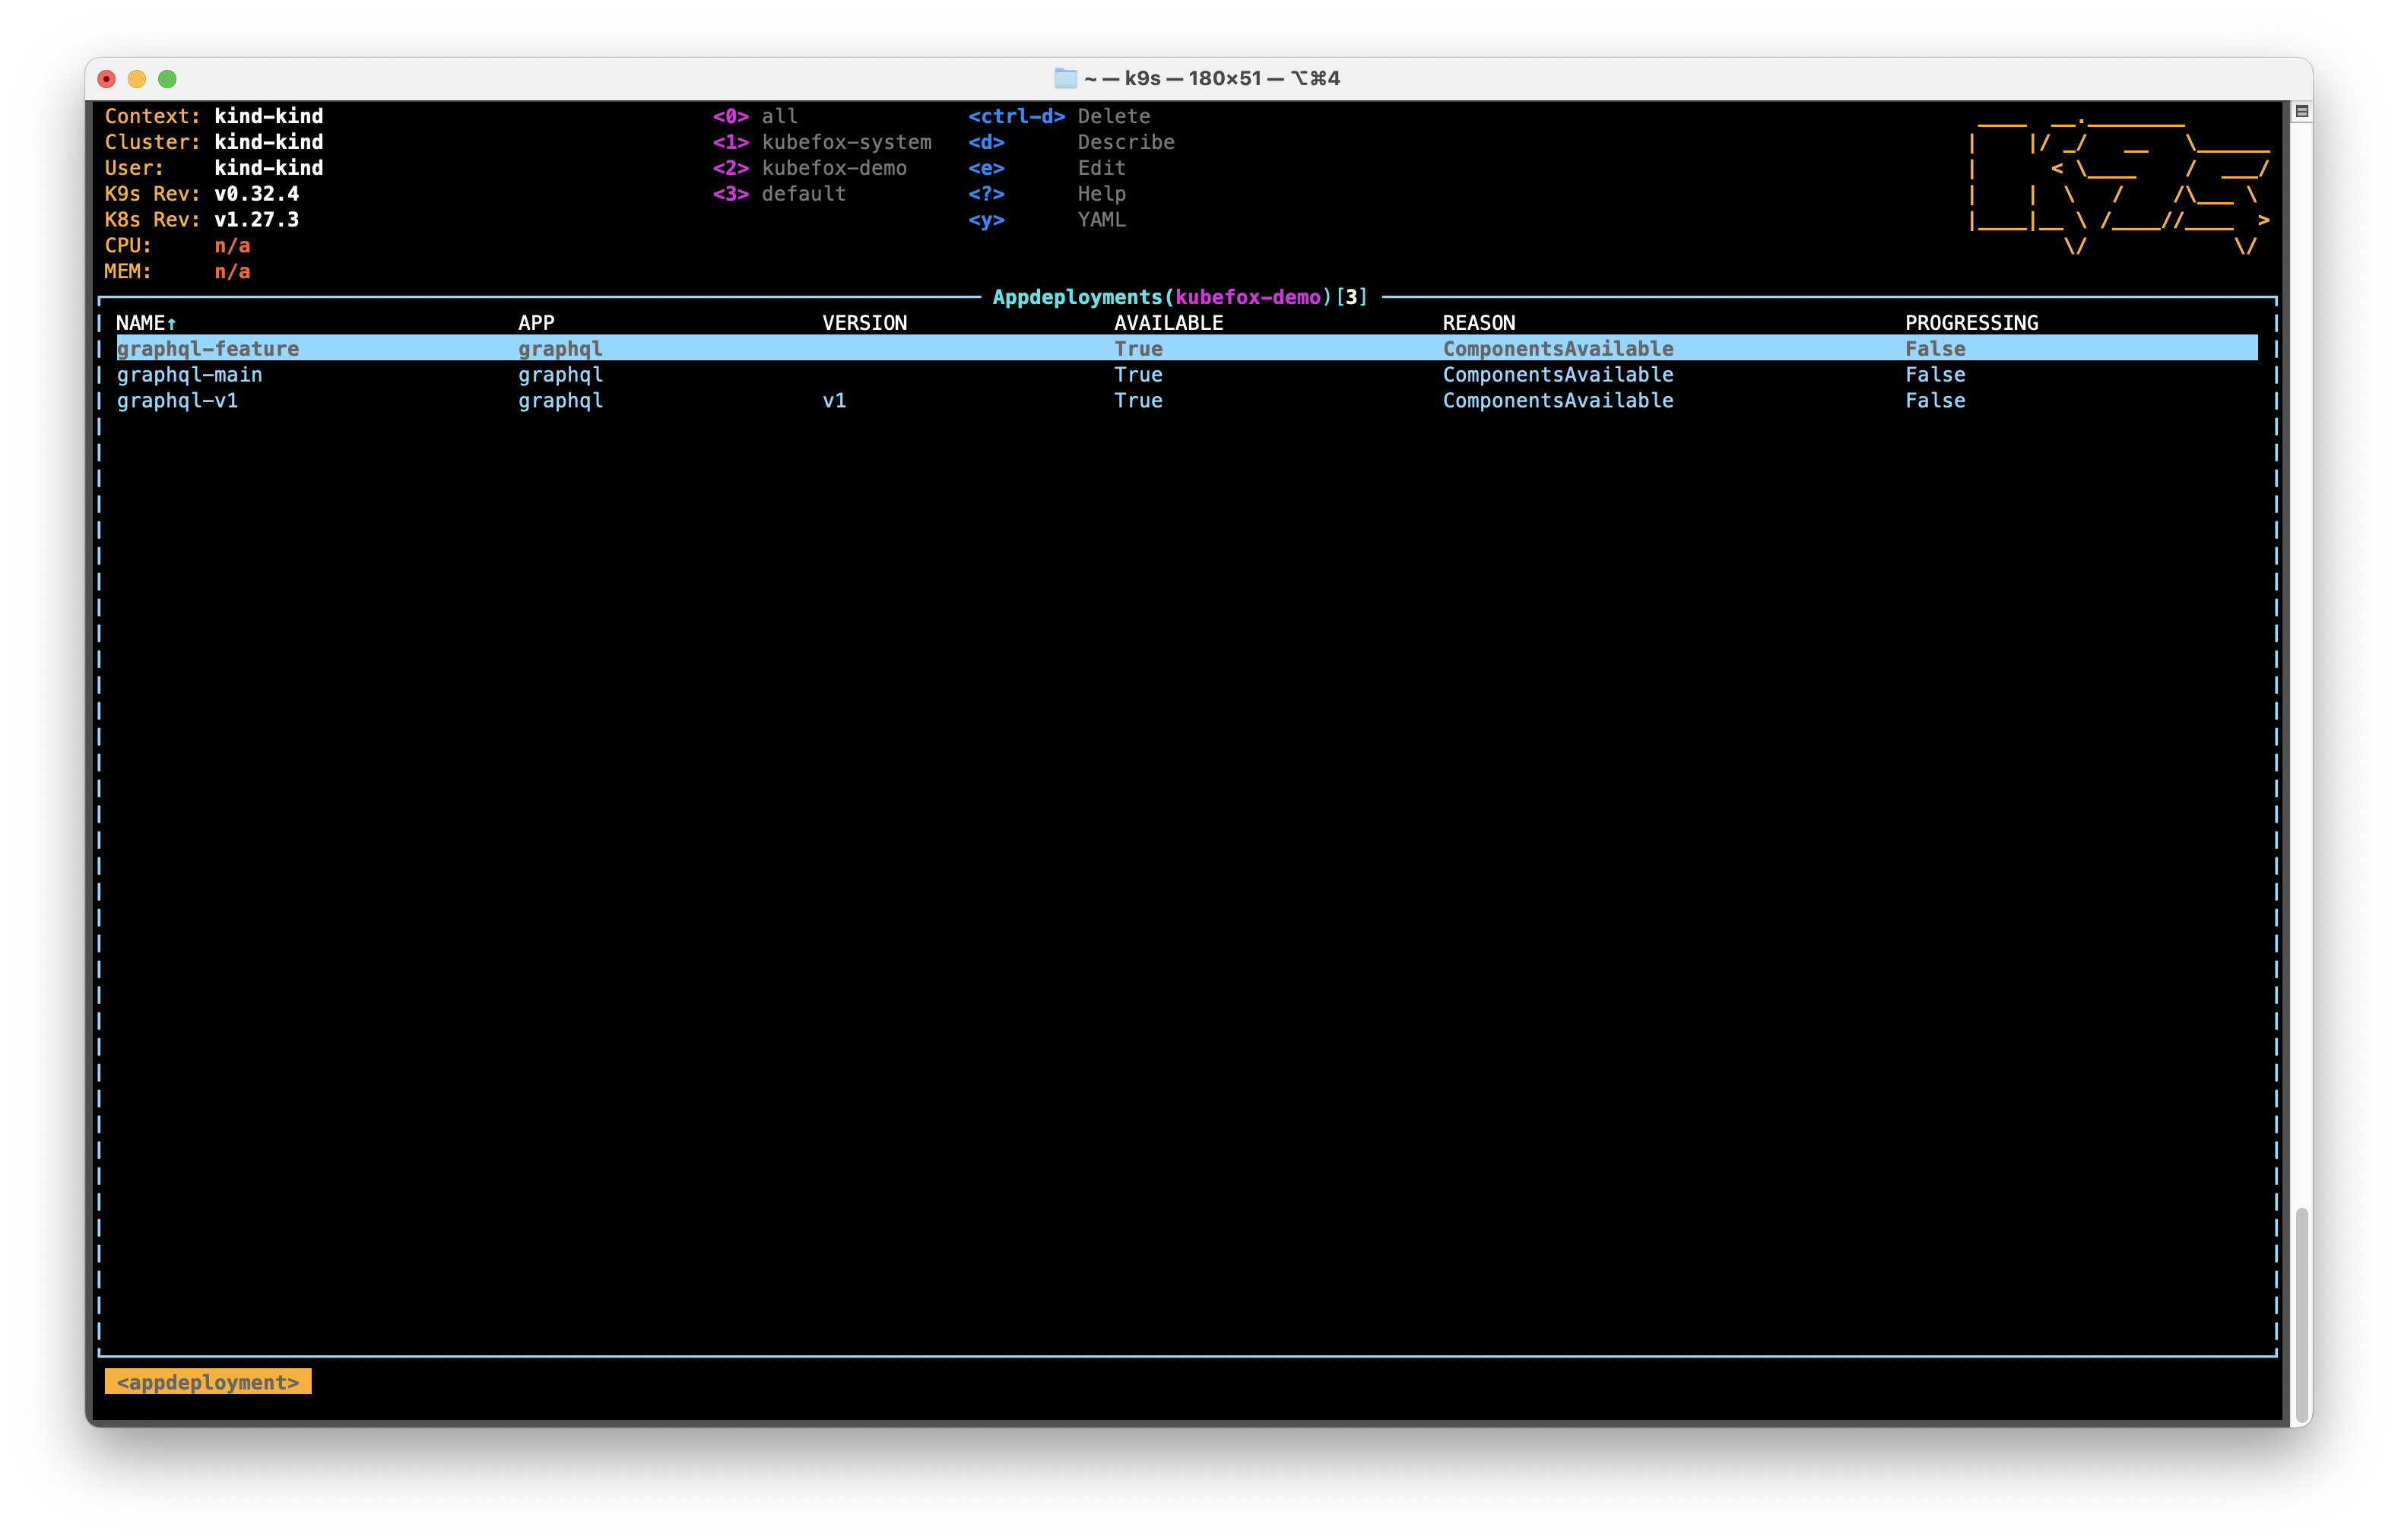 ~ — k9s — 180×51 — ⌥⌘4
Context: kind-kind <0> all <ctrl-d> Delete
Cluster: kind-kind <1> kubefox-system <d> Describe
User: kind-kind <2> kubefox-demo <e> Edit
K9s Rev: v0.32.4 <3> default <?> Help
K8s Rev: v1.27.3 <y> YAML
CPU: n/a
MEM: n/a
K9s
Appdeployments(kubefox-demo)[3]
NAME↑ APP VERSION AVAILABLE REASON PROGRESSING
graphql-feature graphql True ComponentsAvailable False
graphql-main graphql True ComponentsAvailable False
graphql-v1 graphql v1 True ComponentsAvailable False
<appdeployment>